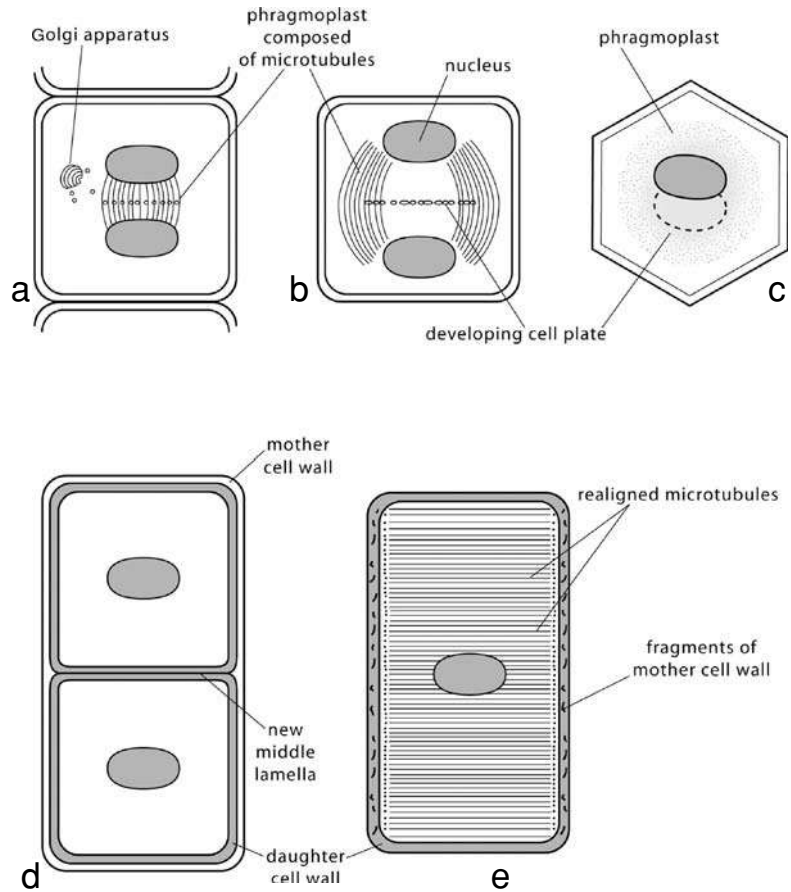 Golgi apparatus
phragmoplast
composed
of microtubules
nucleus
phragmoplast
a
b
c
developing cell plate
mother
cell wall
realigned microtubules
fragments of
mother cell wall
new
middle
lamella
daughter
cell wall
d
e